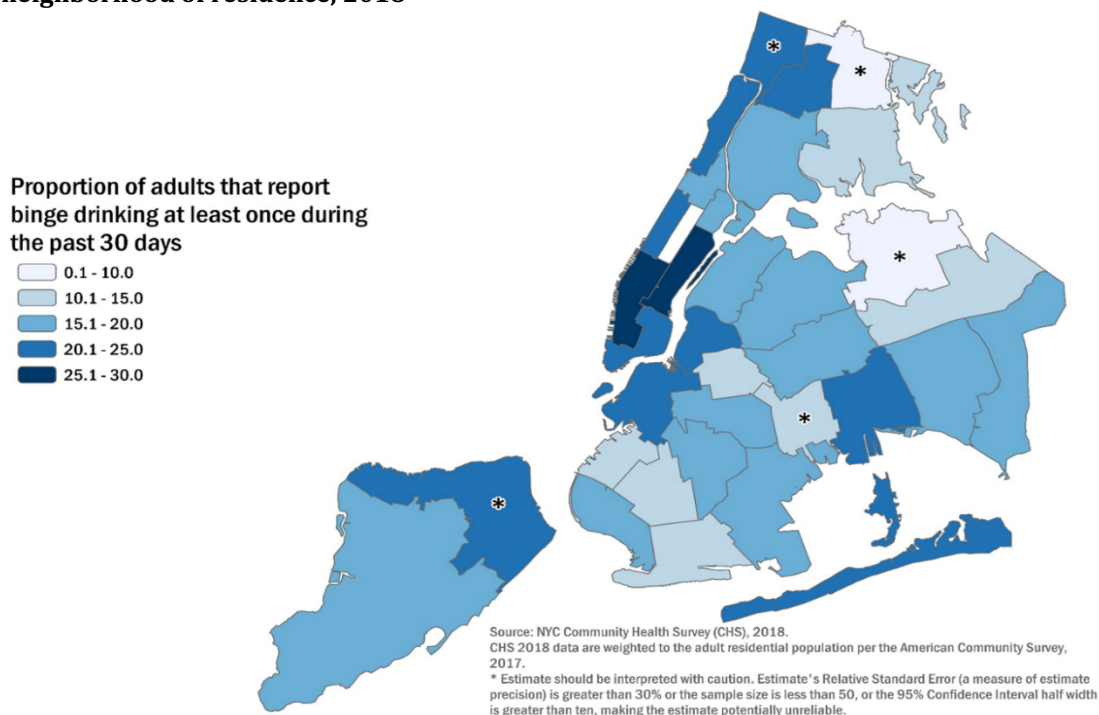 neighborhood of residence, 2018
Proportion of adults that report
binge drinking at least once during
the past 30 days
0.1 - 10.0
10.1 - 15.0
15.1 - 20.0
20.1 - 25.0
25.1 - 30.0
*
*
*
*
*
Source: NYC Community Health Survey (CHS), 2018.
CHS 2018 data are weighted to the adult residential population per the American Community Survey,
2017.
* Estimate should be interpreted with caution. Estimate's Relative Standard Error (a measure of estimate
precision) is greater than 30% or the sample size is less than 50, or the 95% Confidence Interval half width
is greater than ten, making the estimate potentially unreliable.